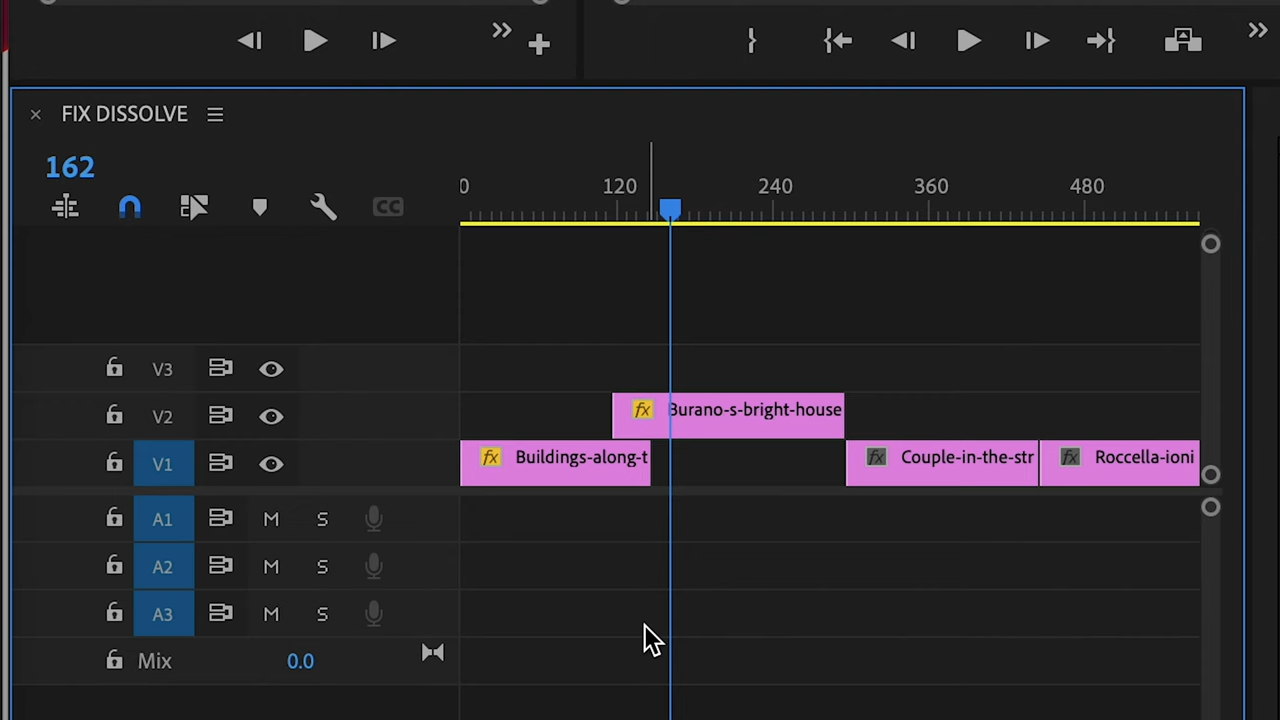 FIX DISSOLVE
162
CC
0 120 240 360 480
V3
V2 fx Burano-s-bright-house
V1 fx Buildings-along-t fx Couple-in-the-str fx Roccella-ioni
A1 M S
A2 M S
A3 M S
Mix 0.0